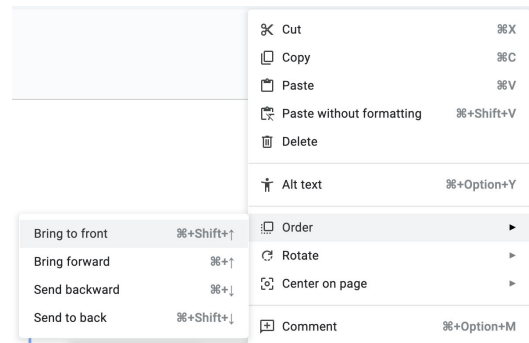 Cut ⌘X
Copy ⌘C
Paste ⌘V
Paste without formatting ⌘+Shift+V
Delete
Alt text ⌘+Option+Y
Order
Rotate
Center on page
Comment ⌘+Option+M
Bring to front ⌘+Shift+↑
Bring forward ⌘+↑
Send backward ⌘+↓
Send to back ⌘+Shift+↓